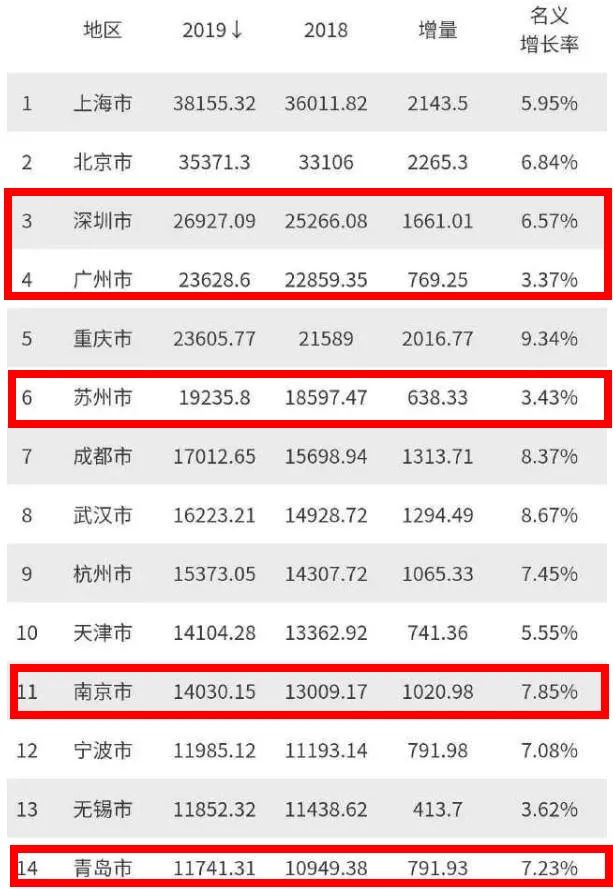 地区 2019↓ 2018 增量 名义增长率
1 上海市 38155.32 36011.82 2143.5 5.95%
2 北京市 35371.3 33106 2265.3 6.84%
3 深圳市 26927.09 25266.08 1661.01 6.57%
4 广州市 23628.6 22859.35 769.25 3.37%
5 重庆市 23605.77 21589 2016.77 9.34%
6 苏州市 19235.8 18597.47 638.33 3.43%
7 成都市 17012.65 15698.94 1313.71 8.37%
8 武汉市 16223.21 14928.72 1294.49 8.67%
9 杭州市 15373.05 14307.72 1065.33 7.45%
10 天津市 14104.28 13362.92 741.36 5.55%
11 南京市 14030.15 13009.17 1020.98 7.85%
12 宁波市 11985.12 11193.14 791.98 7.08%
13 无锡市 11852.32 11438.62 413.7 3.62%
14 青岛市 11741.31 10949.38 791.93 7.23%